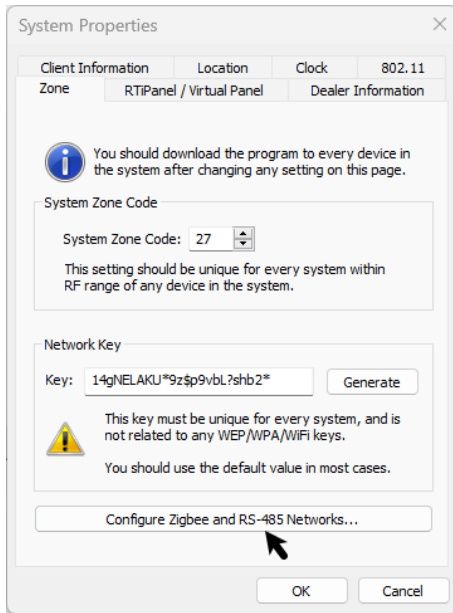 System Properties
Client Information
Location
Clock
802.11
Zone
RTiPanel / Virtual Panel
Dealer Information
You should download the program to every device in
the system after changing any setting on this page.
System Zone Code
System Zone Code: 27
This setting should be unique for every system within
RF range of any device in the system.
Network Key
Key: 14gNELAKU*9z$p9vbL?shb2*
Generate
This key must be unique for every system, and is
not related to any WEP/WPA/WiFi keys.
You should use the default value in most cases.
Configure Zigbee and RS-485 Networks...
OK
Cancel